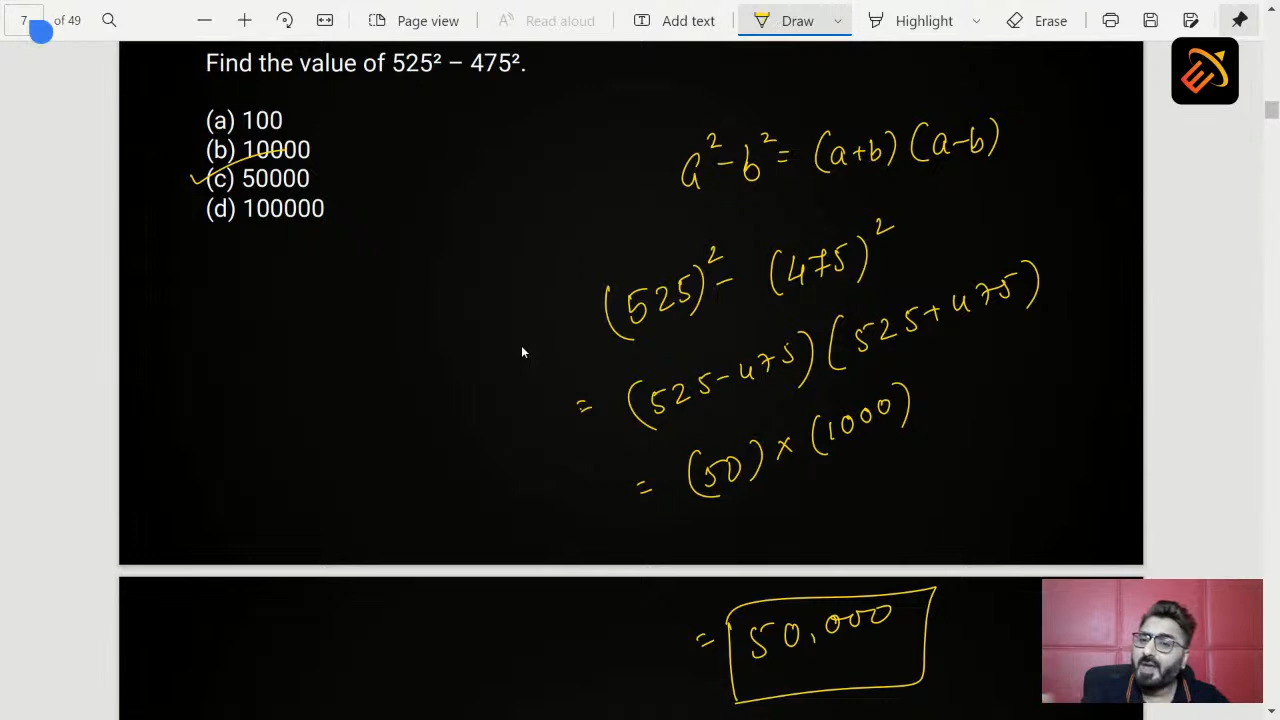 7 of 49 Page view Read aloud Add text Draw Highlight Erase
Find the value of 525² – 475².
(a) 100
(b) 10000
(c) 50000
(d) 100000
a² - b² = (a+b) (a-b)
(525)² - (475)²
= (525-475) (525+475)
= (50) × (1000)
= 50,000